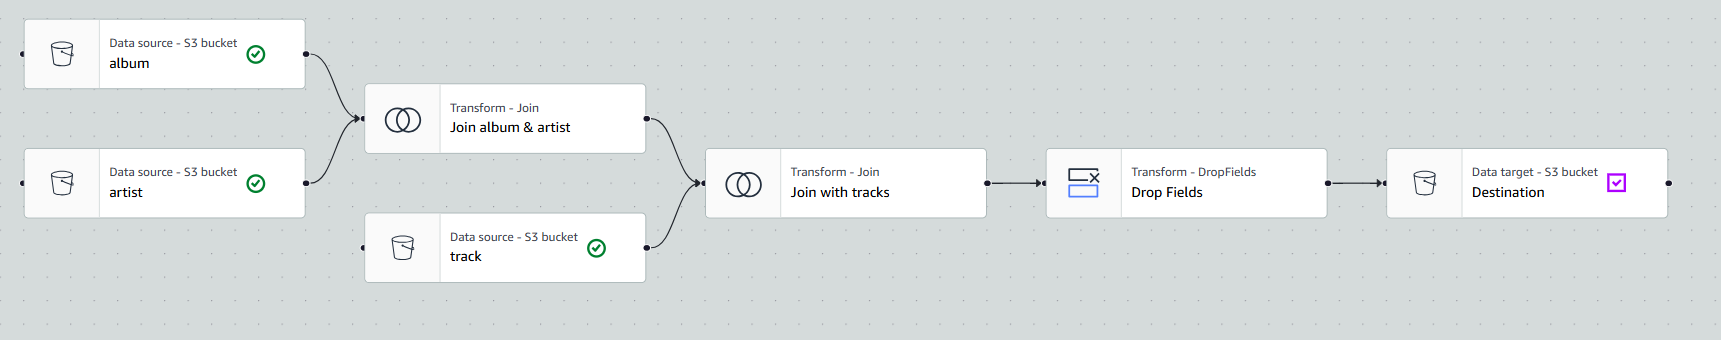 Data source - S3 bucket
album
Data source - S3 bucket
artist
Transform - Join
Join album & artist
Data source - S3 bucket
track
Transform - Join
Join with tracks
Transform - DropFields
Drop Fields
Data target - S3 bucket
Destination